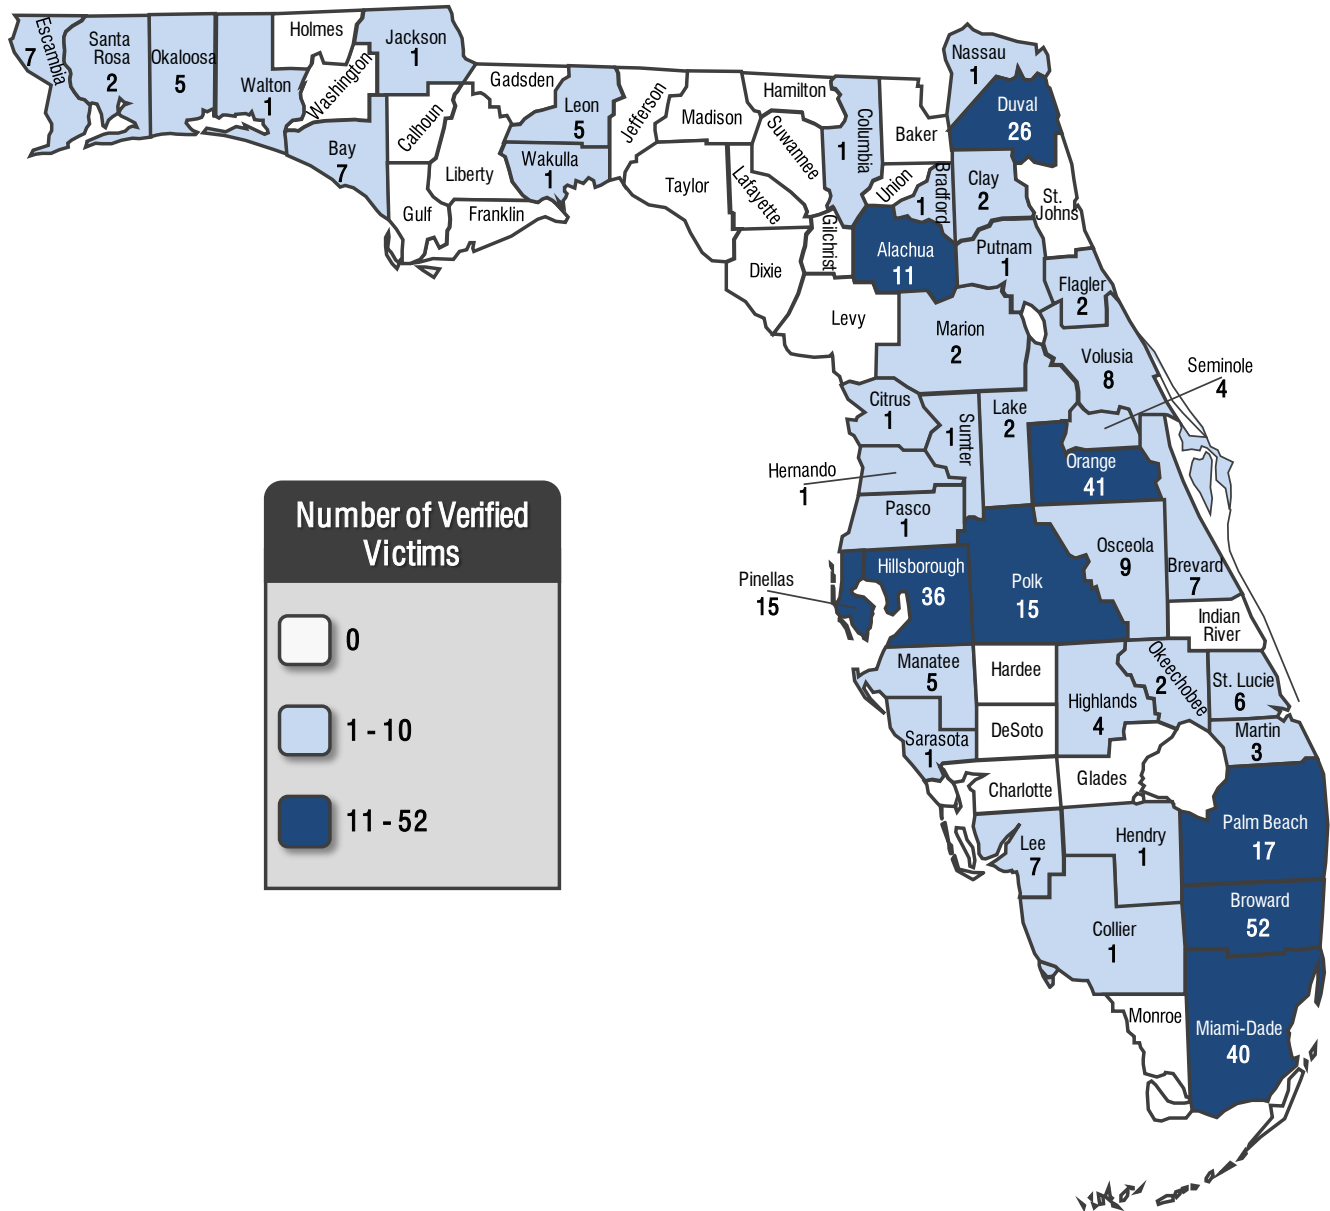 Escambia
7
Santa
Rosa
2
Okaloosa
5
Walton
1
Holmes
Washington
Jackson
1
Bay
7
Calhoun
Gulf
Gadsden
Liberty
Franklin
Leon
5
Wakulla
1
Jefferson
Madison
Taylor
Hamilton
Suwannee
Lafayette
Dixie
Columbia
1
Gilchrist
Levy
Baker
Union
Bradford
1
Alachua
11
Nassau
1
Duval
26
Clay
2
St.
Johns
Putnam
1
Flagler
2
Marion
2
Volusia
8
Seminole
4
Citrus
1
Sumter
1
Lake
2
Orange
41
Hernando
1
Pasco
1
Pinellas
15
Hillsborough
36
Polk
15
Osceola
9
Brevard
7
Indian
River
Manatee
5
Hardee
Highlands
4
Okeechobee
2
St. Lucie
6
Sarasota
1
DeSoto
Martin
3
Charlotte
Glades
Palm Beach
17
Lee
7
Hendry
1
Broward
52
Collier
1
Monroe
Miami-Dade
40
Number of Verified
Victims
0
1 - 10
11 - 52